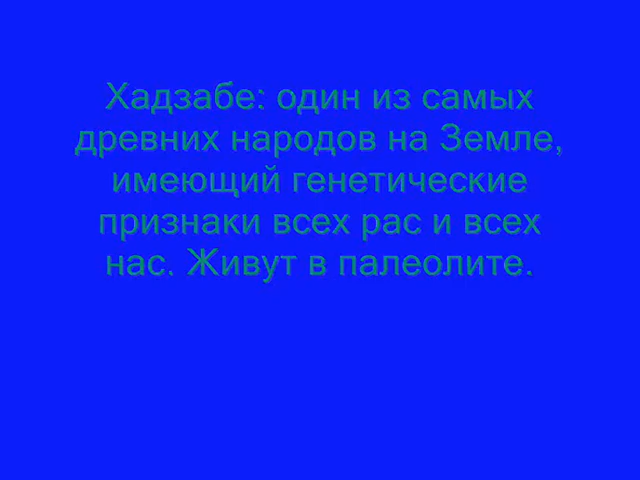 Хадзабе: один из самых
древних народов на Земле,
имеющий генетические
признаки всех рас и всех
нас. Живут в палеолите.